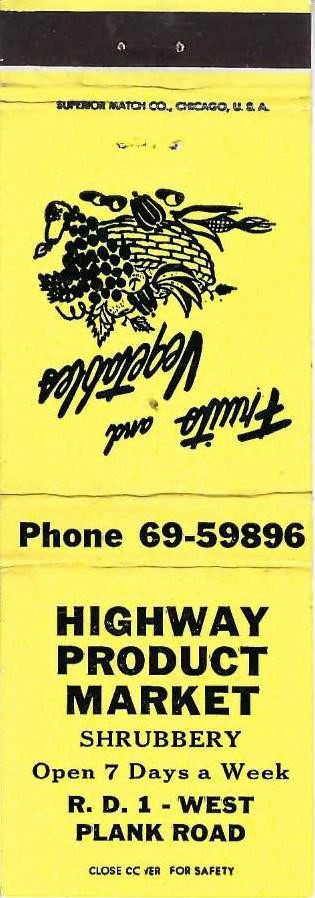 SUPERIOR MATCH CO., CHICAGO, U. S. A.
Fruits and
Vegetables
Phone 69-59896
HIGHWAY
PRODUCT
MARKET
SHRUBBERY
Open 7 Days a Week
R. D. 1 - WEST
PLANK ROAD
CLOSE COVER FOR SAFETY